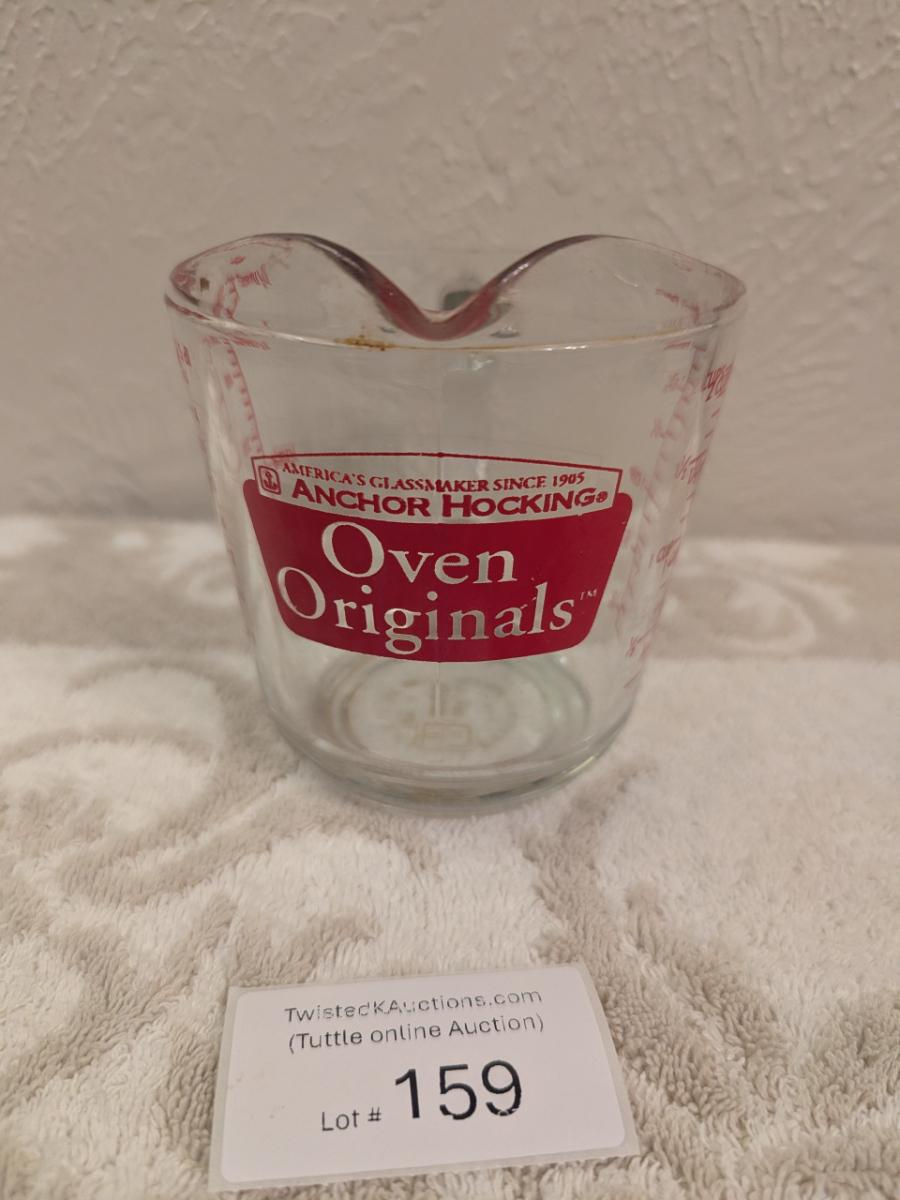 AMERICA'S GLASSMAKER SINCE 1905
ANCHOR HOCKING®
Oven
Originals™
TwistedKAuctions.com
(Tuttle online Auction)
Lot # 159